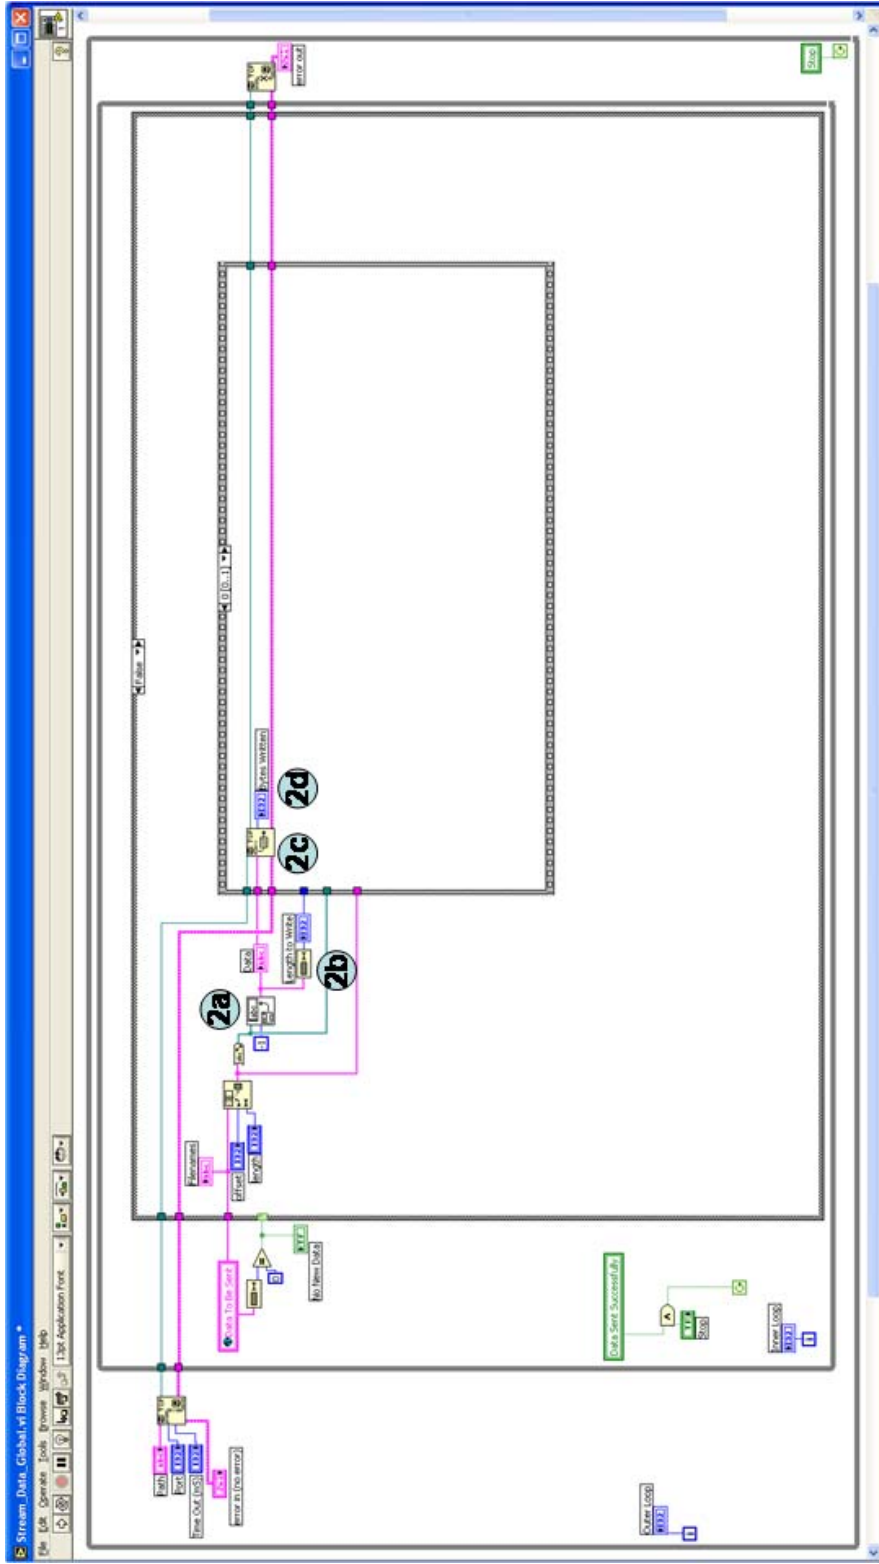 Stream_Data_Global.vi Block Diagram *
File Edit Operate Tools Browse Window Help
13pt Application Font
Path
Port
Time Out (mS)
error in (no error)
Data To Be Sent
No New Data
Filenames
offset
length
-1
2a
Data
Length to Write
2b
2c
Bytes Written
2d
False
0 [0..1]
error out
Stop
Data Sent Successfully
Stop
Inner Loop
i
Outer Loop
i